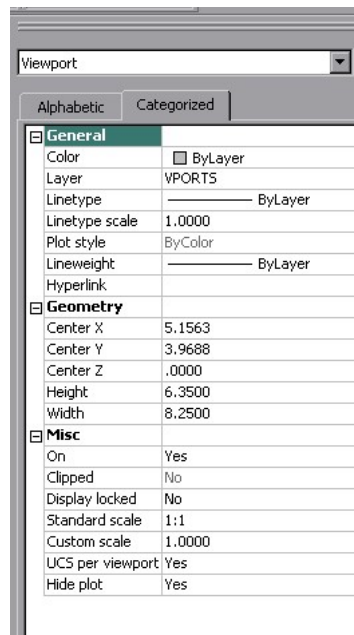 Viewport
Alphabetic Categorized
General
Color ByLayer
Layer VPORTS
Linetype ByLayer
Linetype scale 1.0000
Plot style ByColor
Lineweight ByLayer
Hyperlink
Geometry
Center X 5.1563
Center Y 3.9688
Center Z .0000
Height 6.3500
Width 8.2500
Misc
On Yes
Clipped No
Display locked No
Standard scale 1:1
Custom scale 1.0000
UCS per viewport Yes
Hide plot Yes